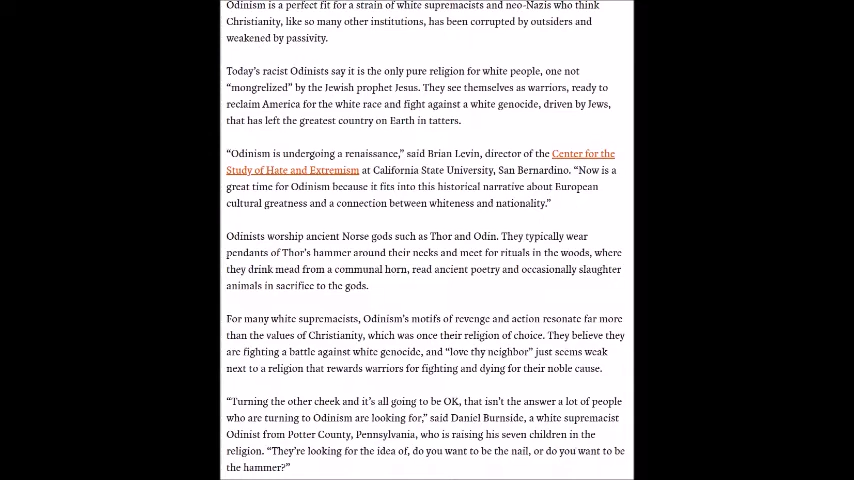 Odinism is a perfect fit for a strain of white supremacists and neo-Nazis who think
Christianity, like so many other institutions, has been corrupted by outsiders and
weakened by passivity.
Today's racist Odinists say it is the only pure religion for white people, one not
“mongrelized” by the Jewish prophet Jesus. They see themselves as warriors, ready to
reclaim America for the white race and fight against a white genocide, driven by Jews,
that has left the greatest country on Earth in tatters.
“Odinism is undergoing a renaissance,” said Brian Levin, director of the Center for the
Study of Hate and Extremism at California State University, San Bernardino. “Now is a
great time for Odinism because it fits into this historical narrative about European
cultural greatness and a connection between whiteness and nationality.”
Odinists worship ancient Norse gods such as Thor and Odin. They typically wear
pendants of Thor's hammer around their necks and meet for rituals in the woods, where
they drink mead from a communal horn, read ancient poetry and occasionally slaughter
animals in sacrifice to the gods.
For many white supremacists, Odinism's motifs of revenge and action resonate far more
than the values of Christianity, which was once their religion of choice. They believe they
are fighting a battle against white genocide, and “love thy neighbor” just seems weak
next to a religion that rewards warriors for fighting and dying for their noble cause.
“Turning the other cheek and it's all going to be OK, that isn't the answer a lot of people
who are turning to Odinism are looking for,” said Daniel Burnside, a white supremacist
Odinist from Potter County, Pennsylvania, who is raising his seven children in the
religion. “They're looking for the idea of, do you want to be the nail, or do you want to be
the hammer?”